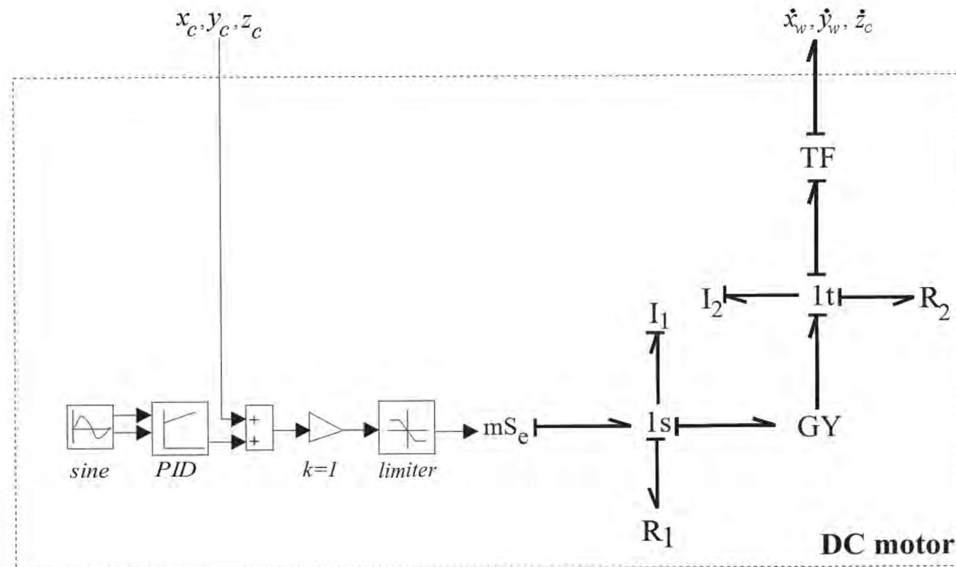 x_c, y_c, z_c
ẋ_w, ẏ_w, ż_c
TF
I₂ 1t R₂
I₁
+
+
mSₑ 1s GY
sine PID k=1 limiter
R₁
DC motor